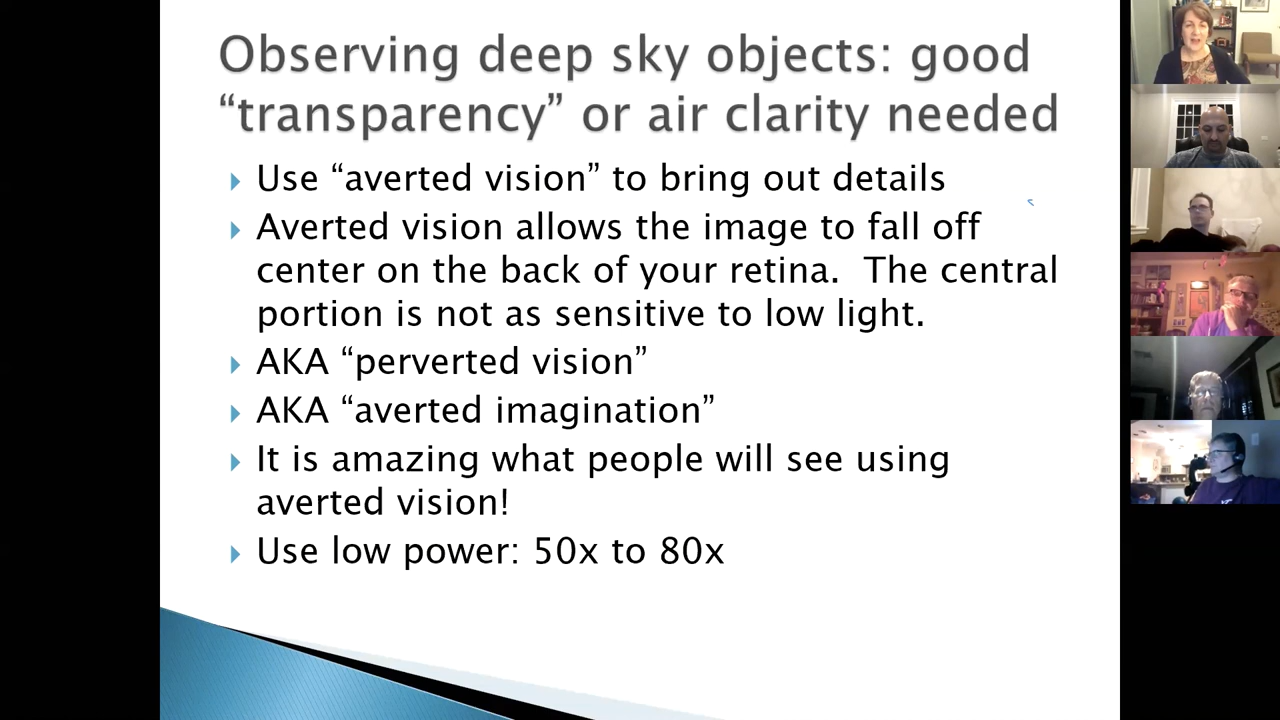 Observing deep sky objects: good
“transparency” or air clarity needed
Use “averted vision” to bring out details
Averted vision allows the image to fall off
center on the back of your retina.  The central
portion is not as sensitive to low light.
AKA “perverted vision”
AKA “averted imagination”
It is amazing what people will see using
averted vision!
Use low power: 50x to 80x